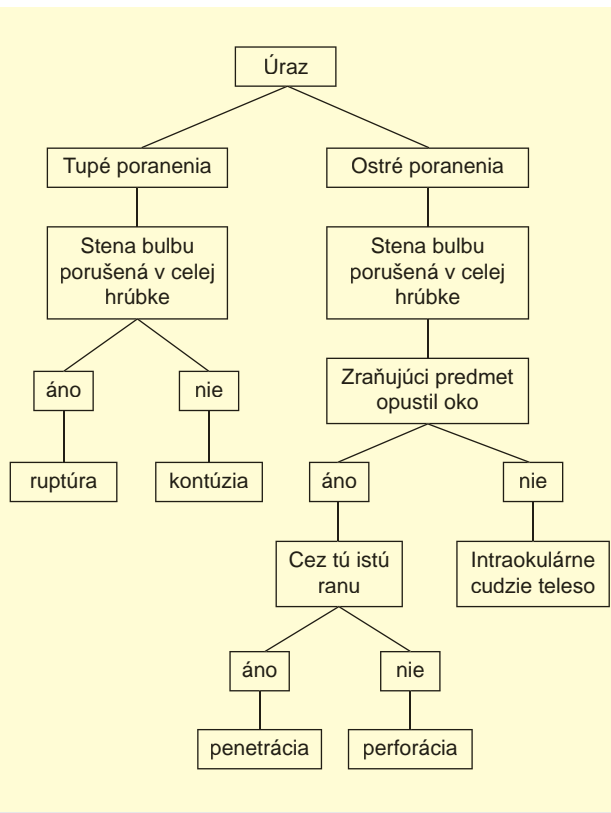 Úraz
Tupé poranenia
Ostré poranenia
Stena bulbu
porušená v celej
hrúbke
Stena bulbu
porušená v celej
hrúbke
áno
nie
Zraňujúci predmet
opustil oko
ruptúra
kontúzia
áno
nie
Cez tú istú
ranu
Intraokulárne
cudzie teleso
áno
nie
penetrácia
perforácia